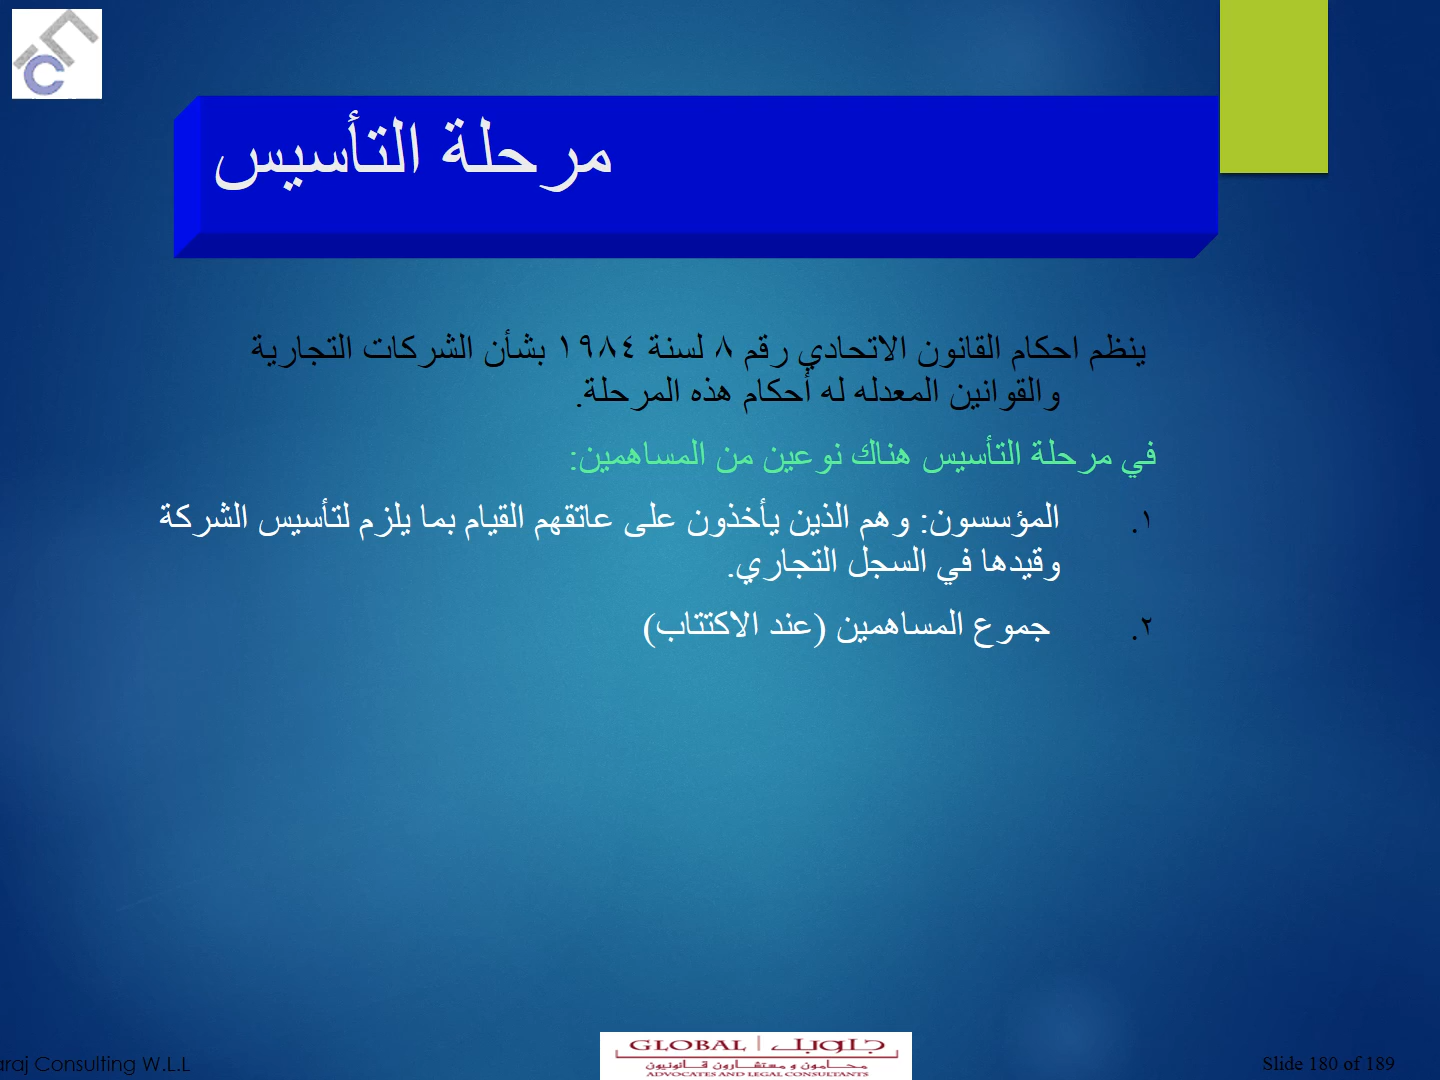 مرحلة التأسيس
ينظم احكام القانون الاتحادي رقم ٨ لسنة ١٩٨٤ بشأن الشركات التجارية
والقوانين المعدله له أحكام هذه المرحلة.
في مرحلة التأسيس هناك نوعين من المساهمين:
١. المؤسسون: وهم الذين يأخذون على عاتقهم القيام بما يلزم لتأسيس الشركة
وقيدها في السجل التجاري.
٢. جموع المساهمين (عند الاكتتاب)
GLOBAL | جلوبل
محامون و مستشارون قانونيون
ADVOCATES AND LEGAL CONSULTANTS
araj Consulting W.L.L
Slide 180 of 189